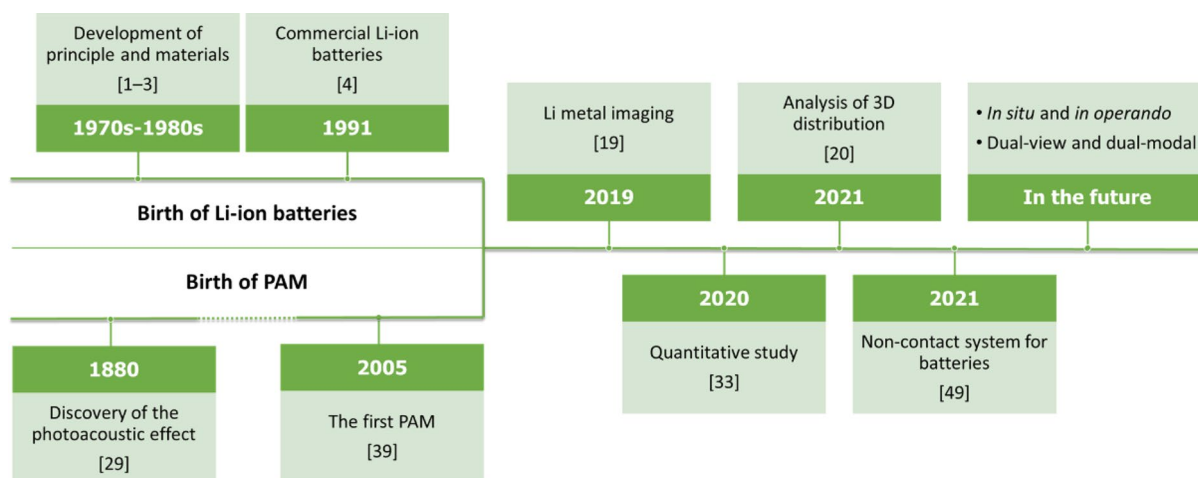 Development of
principle and materials
[1–3]
1970s-1980s
Commercial Li-ion
batteries
[4]
1991
Birth of Li-ion batteries
Birth of PAM
1880
Discovery of the
photoacoustic effect
[29]
2005
The first PAM
[39]
Li metal imaging
[19]
2019
2020
Quantitative study
[33]
Analysis of 3D
distribution
[20]
2021
2021
Non-contact system for
batteries
[49]
• In situ and in operando
• Dual-view and dual-modal
In the future